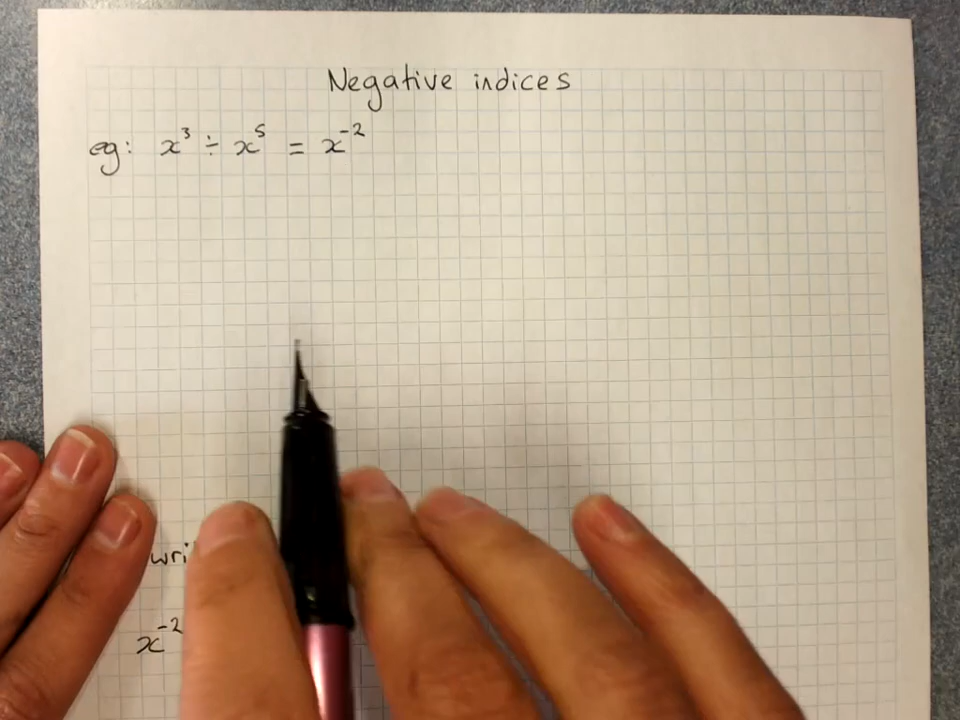 Negative indices
eg: x³ ÷ x⁵ = x⁻²
x⁻²